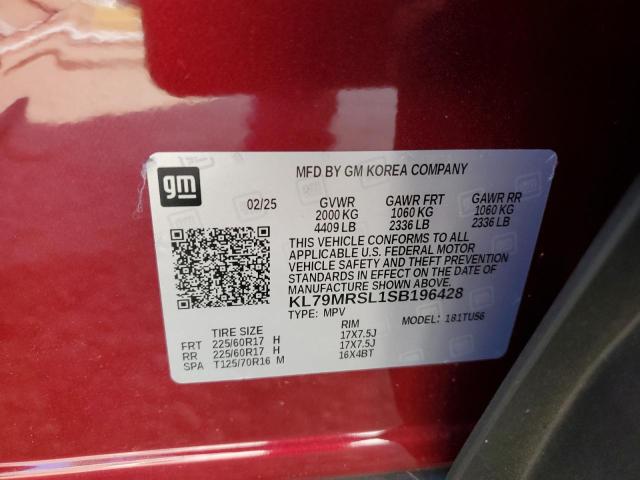 gm
MFD BY GM KOREA COMPANY
02/25 GVWR GAWR FRT GAWR RR
2000 KG 1060 KG 1060 KG
4409 LB 2336 LB 2336 LB
THIS VEHICLE CONFORMS TO ALL
APPLICABLE U.S. FEDERAL MOTOR
VEHICLE SAFETY AND THEFT PREVENTION
STANDARDS IN EFFECT ON THE DATE OF
MANUFACTURE SHOWN ABOVE.
KL79MRSL1SB196428
TYPE: MPV MODEL: 181TUS6
TIRE SIZE RIM
FRT 225/60R17 H 17X7.5J
RR 225/60R17 H 17X7.5J
SPA T125/70R16 M 16X4BT